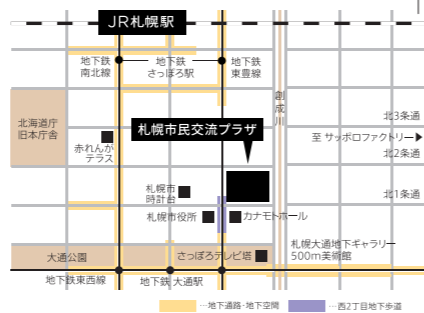 JR札幌駅
地下鉄
南北線
地下鉄
さっぽろ駅
地下鉄
東豊線
創成川
北海道庁
旧本庁舎
赤れんが
テラス
札幌市民交流プラザ
北3条通
至 サッポロファクトリー▶
北2条通
札幌市
時計台
北1条通
札幌市役所
カナモトホール
札幌大通地下ギャラリー
500m美術館
大通公園
さっぽろテレビ塔
地下鉄東西線
地下鉄 大通駅
…地下通路・地下空間
…西2丁目地下歩道